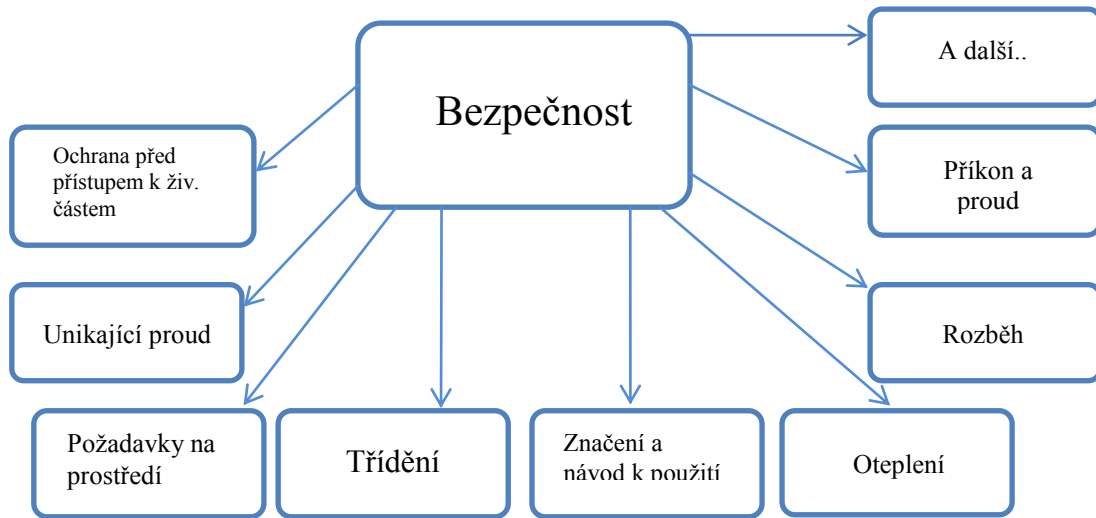 Bezpečnost
A další..
Ochrana před
přístupem k živ.
částem
Příkon a
proud
Unikající proud
Rozběh
Požadavky na
prostředí
Třídění
Značení a
návod k použití
Oteplení